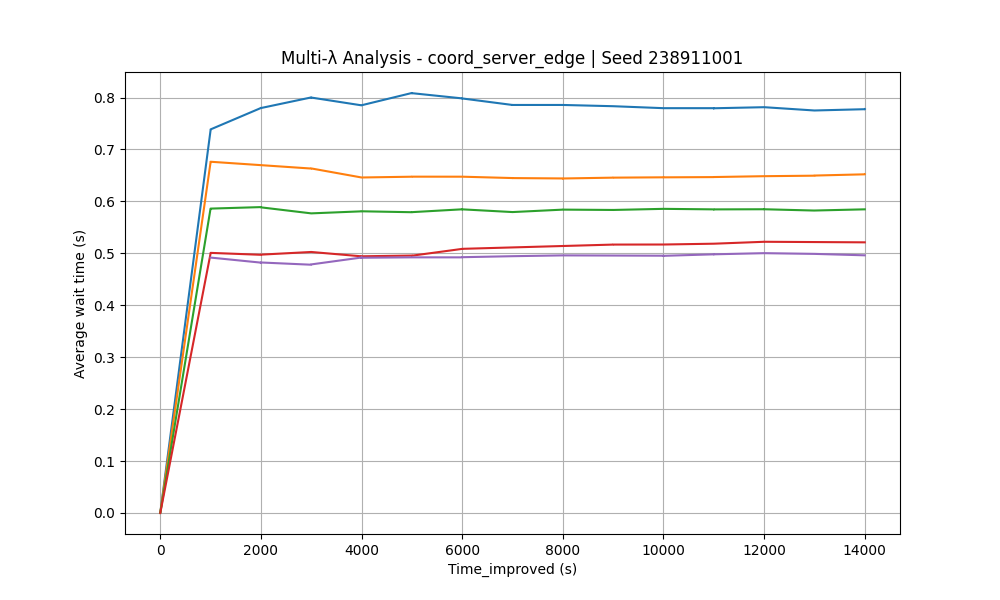 Multi-λ Analysis - coord_server_edge | Seed 238911001
Average wait time (s)
0.8
0.7
0.6
0.5
0.4
0.3
0.2
0.1
0.0
0 2000 4000 6000 8000 10000 12000 14000
Time_improved (s)